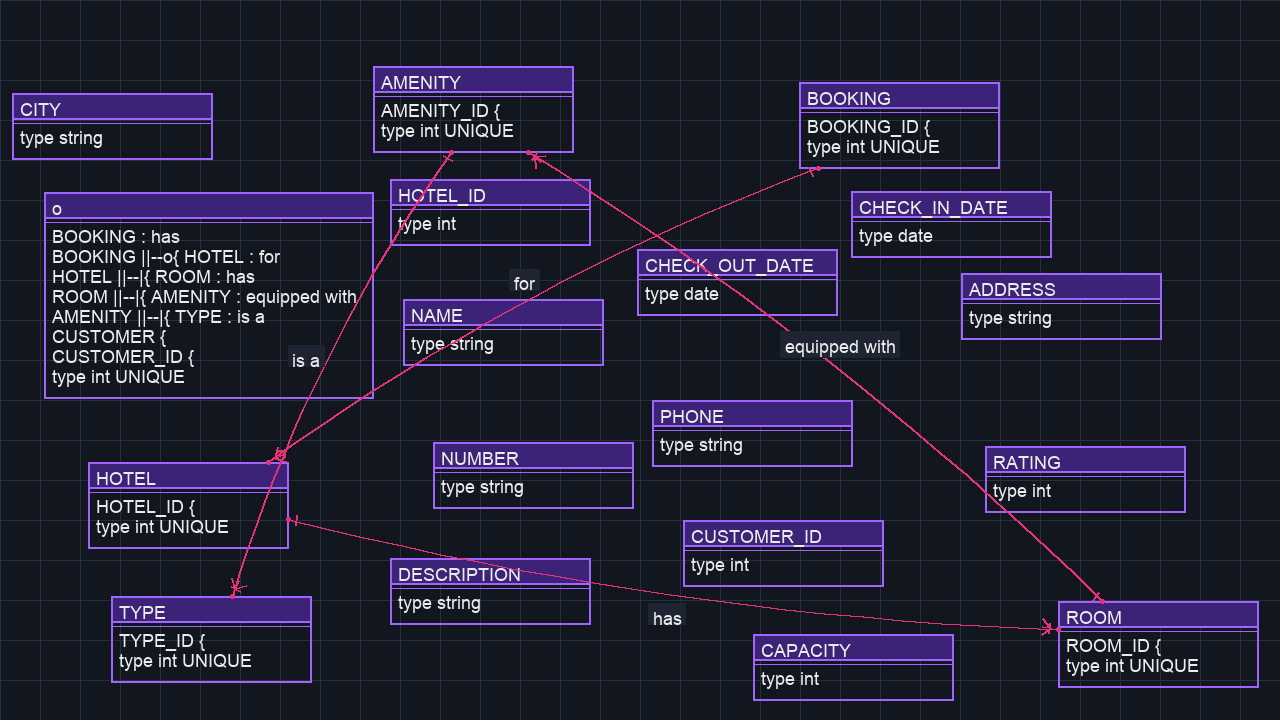 AMENITY
AMENITY_ID {
type int UNIQUE
BOOKING
BOOKING_ID {
type int UNIQUE
CITY
type string
HOTEL_ID
type int
CHECK_IN_DATE
type date
o
BOOKING : has
BOOKING ||--o{ HOTEL : for
HOTEL ||--|{ ROOM : has
ROOM ||--|{ AMENITY : equipped with
AMENITY ||--|{ TYPE : is a
CUSTOMER {
CUSTOMER_ID {
type int UNIQUE
CHECK_OUT_DATE
type date
ADDRESS
type string
for
NAME
type string
equipped with
is a
PHONE
type string
NUMBER
type string
RATING
type int
HOTEL
HOTEL_ID {
type int UNIQUE
CUSTOMER_ID
type int
DESCRIPTION
type string
TYPE
TYPE_ID {
type int UNIQUE
has
ROOM
ROOM_ID {
type int UNIQUE
CAPACITY
type int